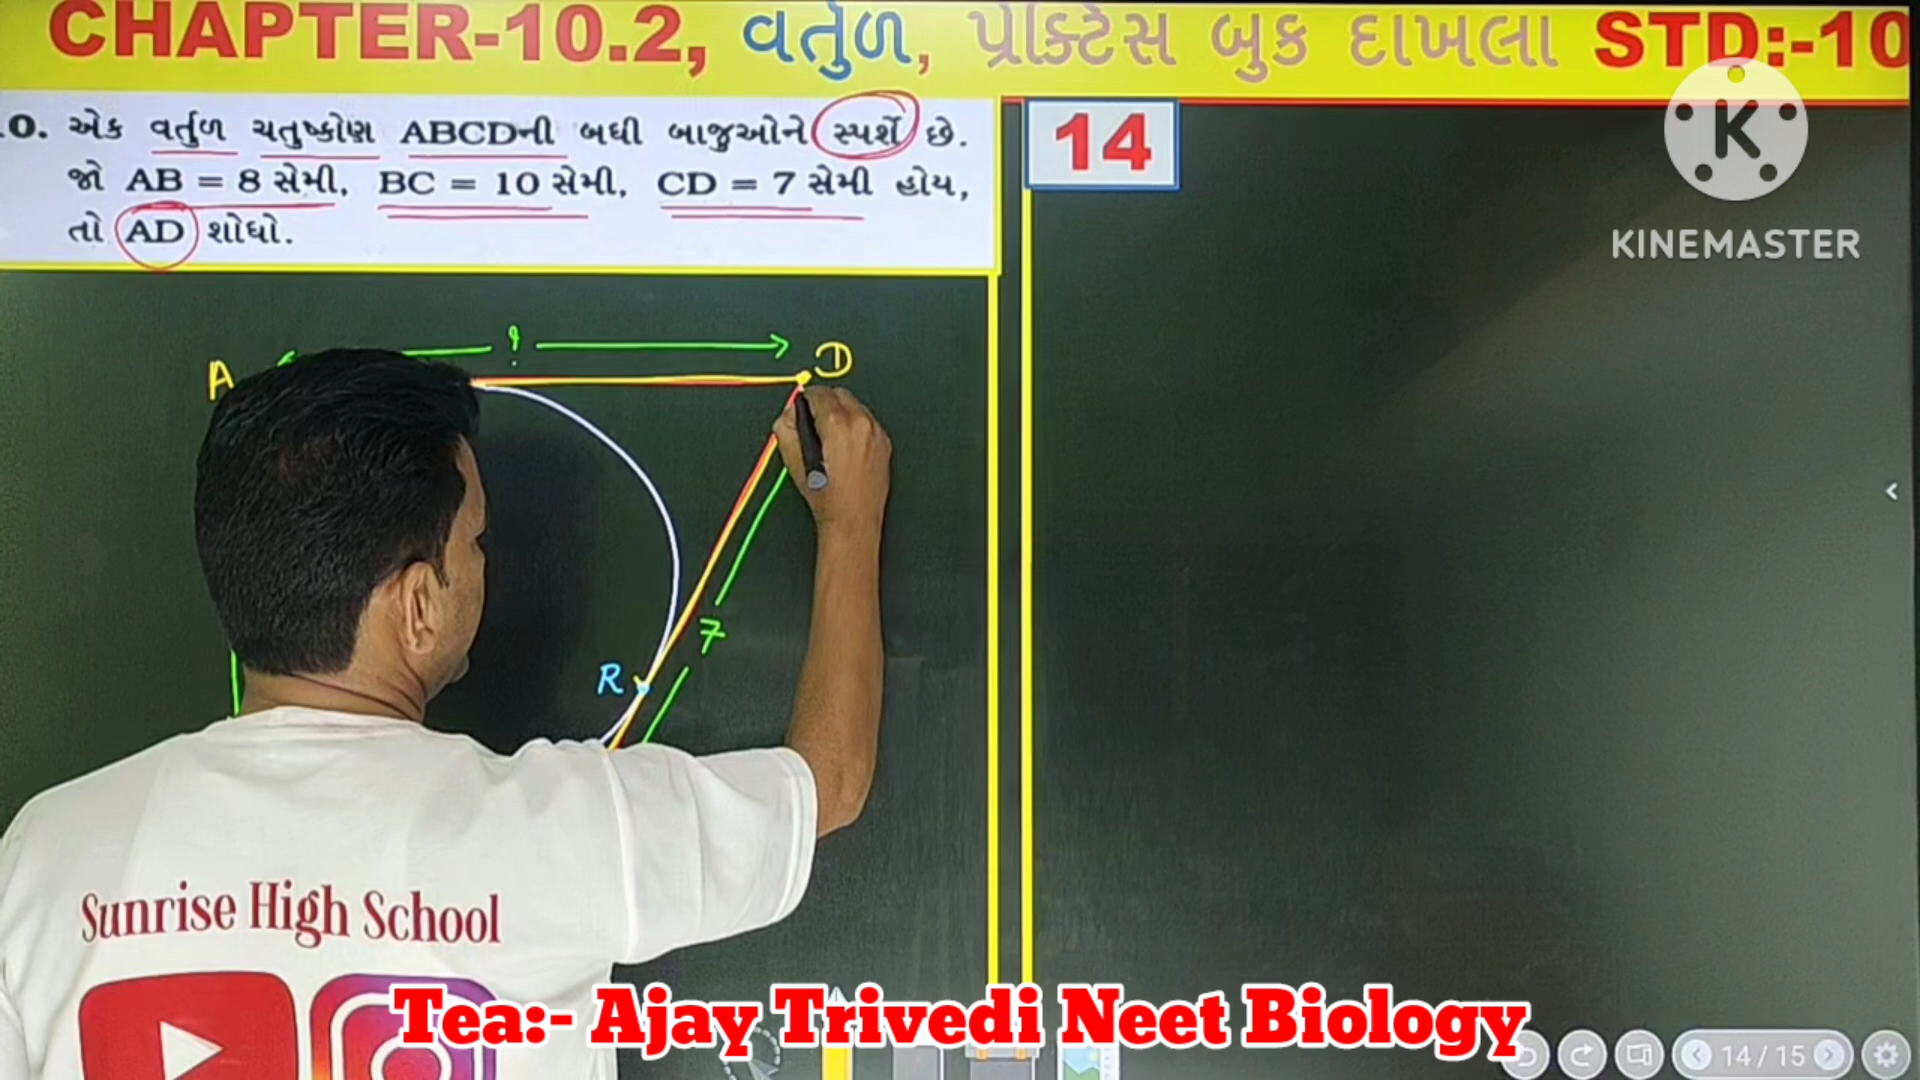 CHAPTER-10.2, વર્તુળ, પ્રેક્ટિસ બુક દાખલા STD:-10
0. એક વર્તુળ ચતુષ્કોણ ABCDની બધી બાજુઓને સ્પર્શે છે.
જો AB = 8 સેમી, BC = 10 સેમી, CD = 7 સેમી હોય,
તો AD શોધો.
14
K
KINEMASTER
?
A
D
7
R
Sunrise High School
Tea:- Ajay Trivedi Neet Biology
14/15